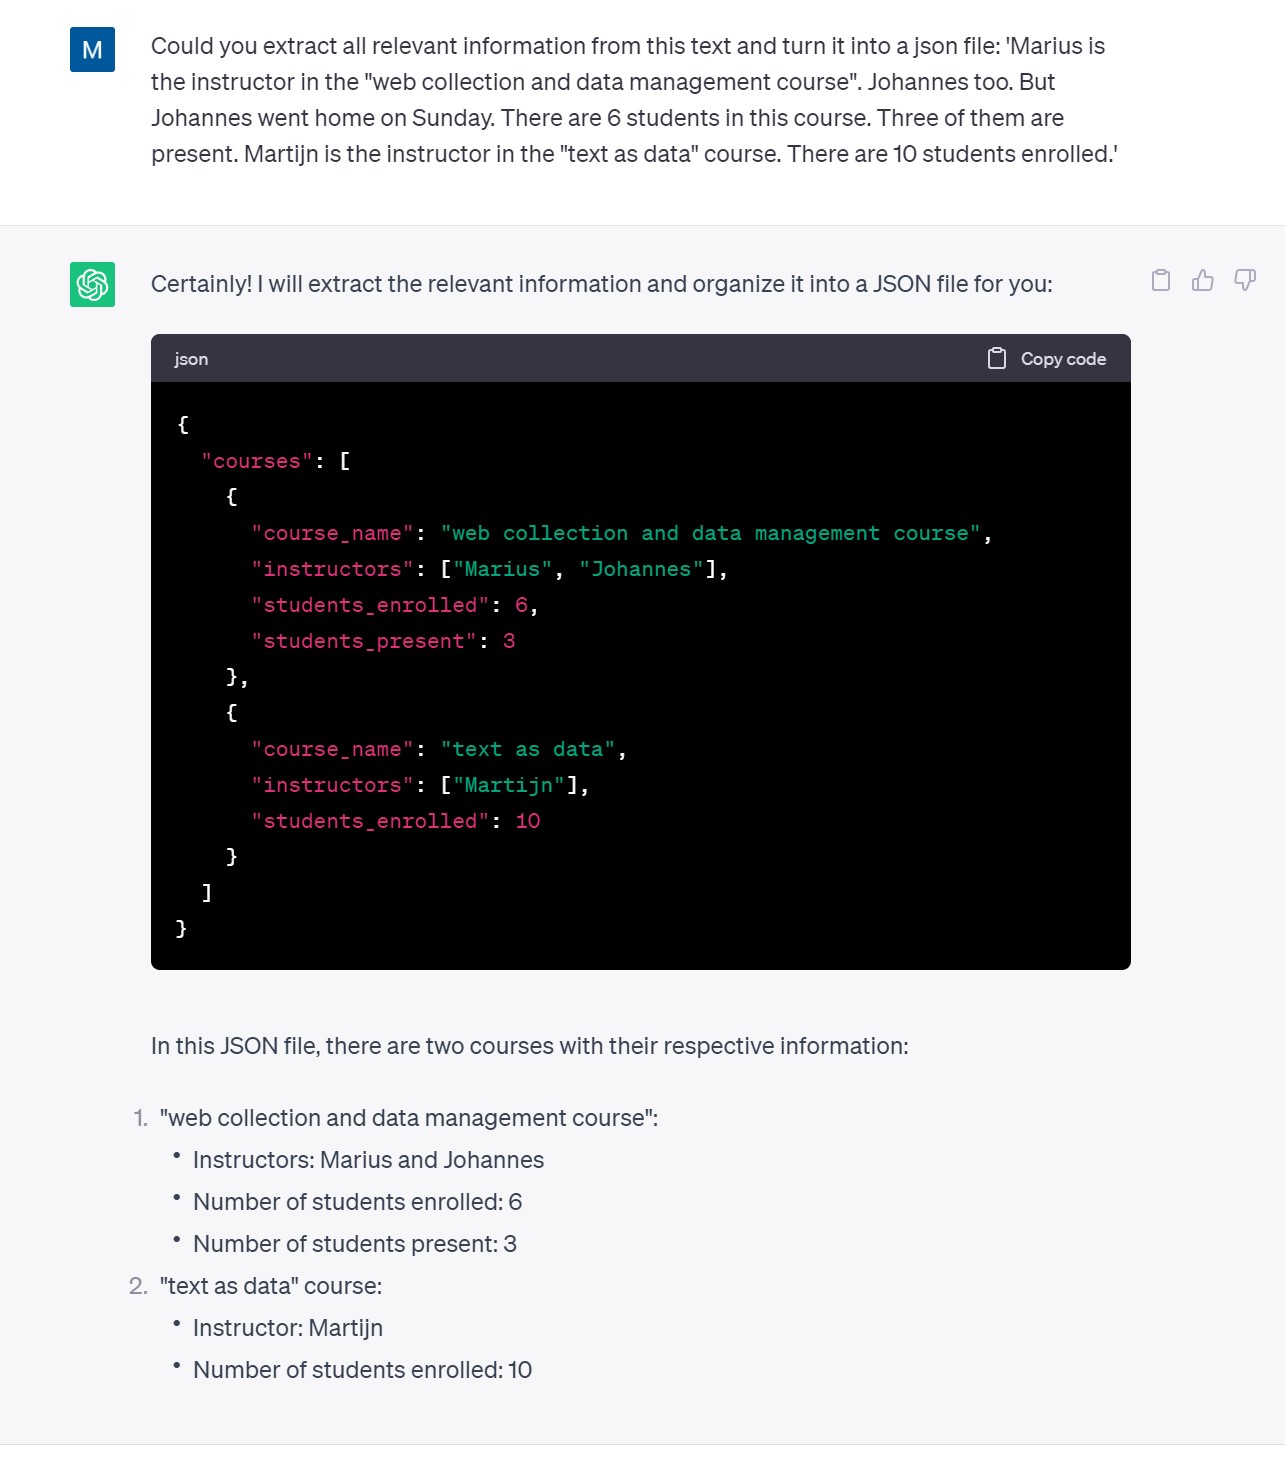 M
Could you extract all relevant information from this text and turn it into a json file: 'Marius is
the instructor in the "web collection and data management course". Johannes too. But
Johannes went home on Sunday. There are 6 students in this course. Three of them are
present. Martijn is the instructor in the "text as data" course. There are 10 students enrolled.'
Certainly! I will extract the relevant information and organize it into a JSON file for you:
json Copy code
{
  "courses": [
    {
      "course_name": "web collection and data management course",
      "instructors": ["Marius", "Johannes"],
      "students_enrolled": 6,
      "students_present": 3
    },
    {
      "course_name": "text as data",
      "instructors": ["Martijn"],
      "students_enrolled": 10
    }
  ]
}
In this JSON file, there are two courses with their respective information:
1. "web collection and data management course":
• Instructors: Marius and Johannes
• Number of students enrolled: 6
• Number of students present: 3
2. "text as data" course:
• Instructor: Martijn
• Number of students enrolled: 10